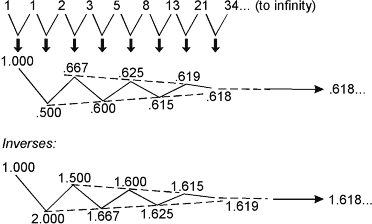 1 1 2 3 5 8 13 21 34... (to infinity)
1.000 .667 .625 .619
.500 .600 .615 .618 .618...
Inverses:
1.000 1.500 1.600 1.615
2.000 1.667 1.625 1.619 1.618...